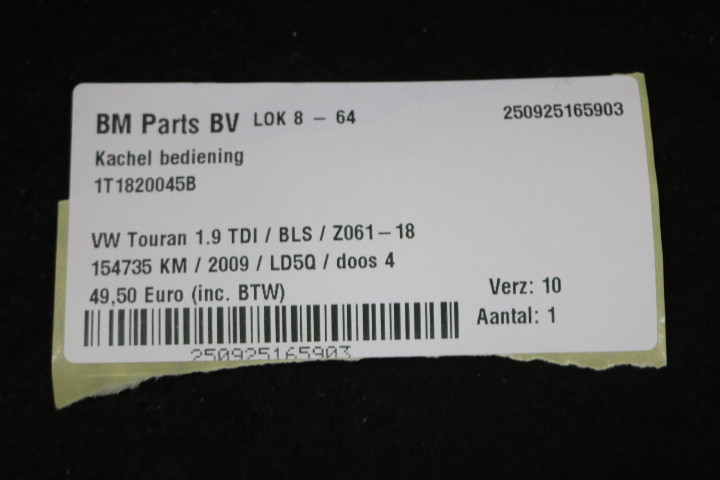 BM Parts BV LOK 8 - 64 250925165903
Kachel bediening
1T1820045B
VW Touran 1.9 TDI / BLS / Z061-18
154735 KM / 2009 / LD5Q / doos 4
49,50 Euro (inc. BTW) Verz: 10
Aantal: 1
250925165903